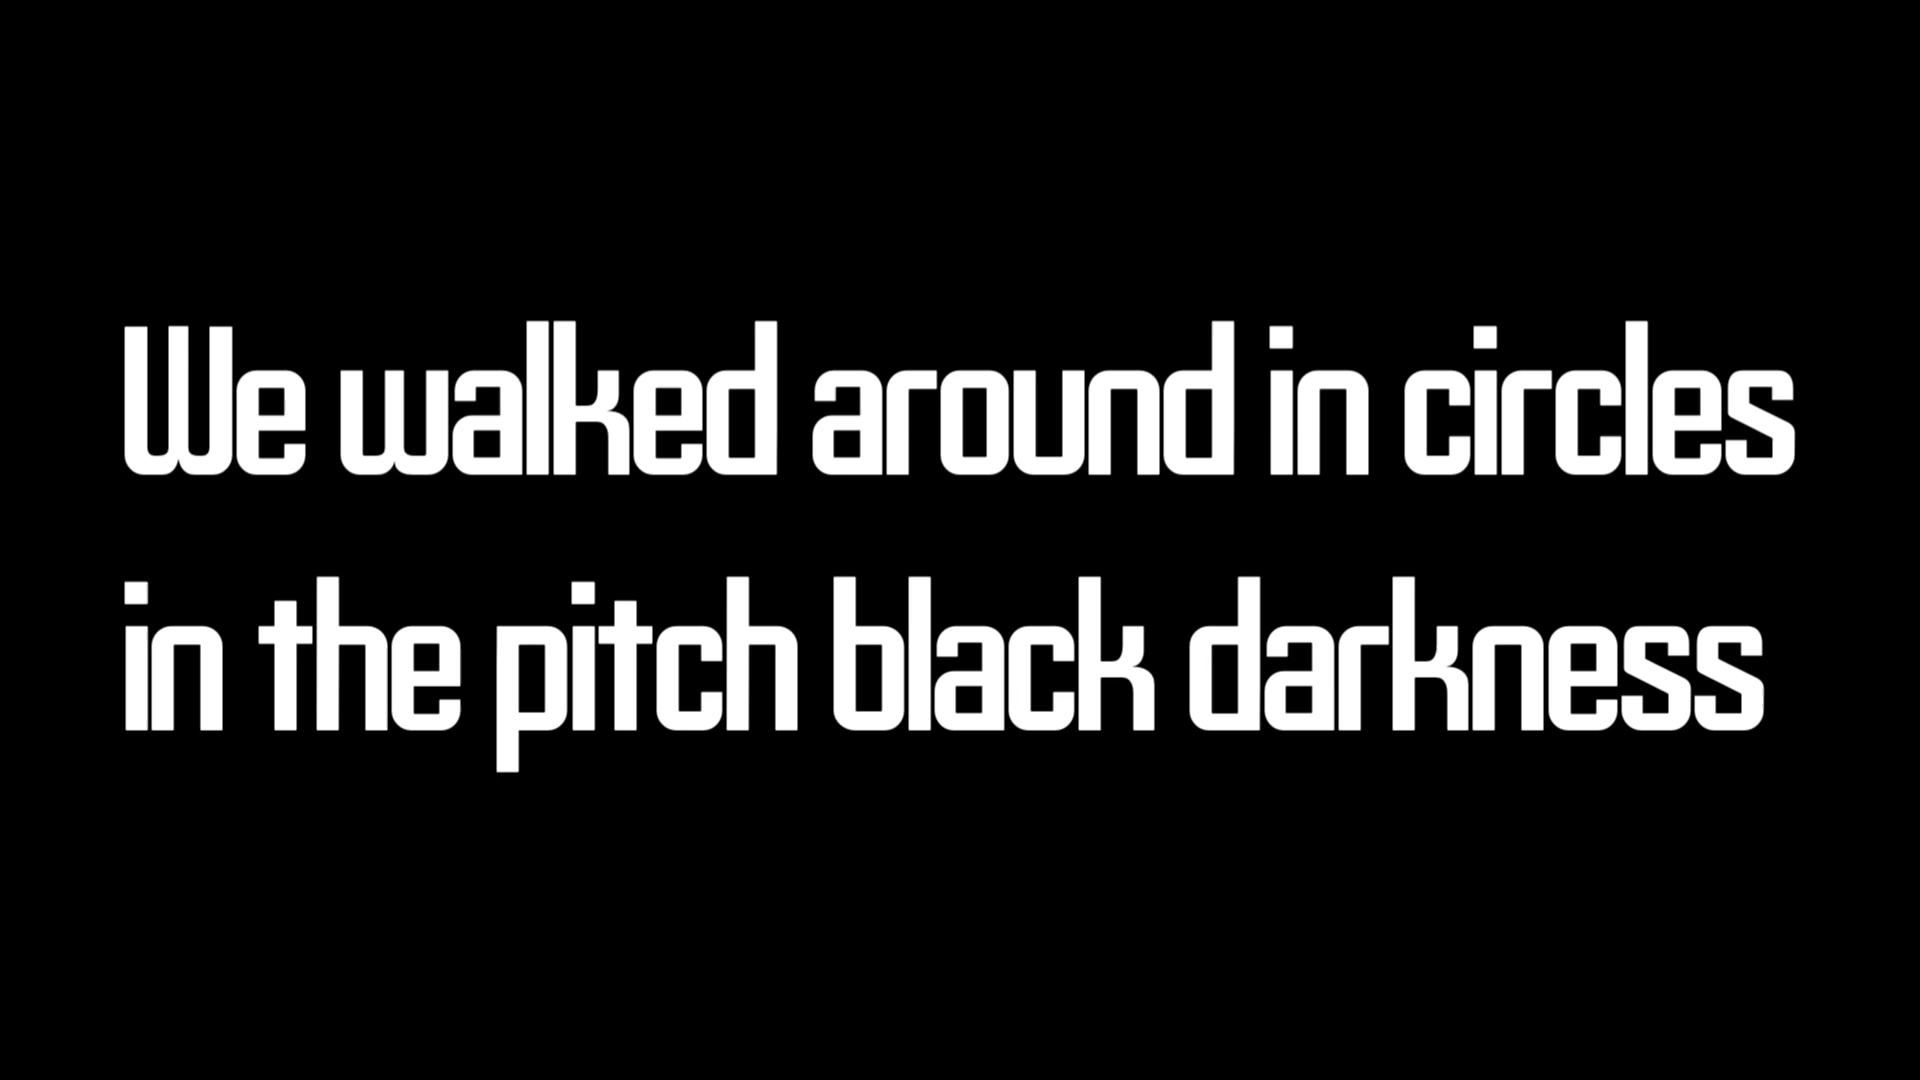 We walked around in circles
in the pitch black darkness